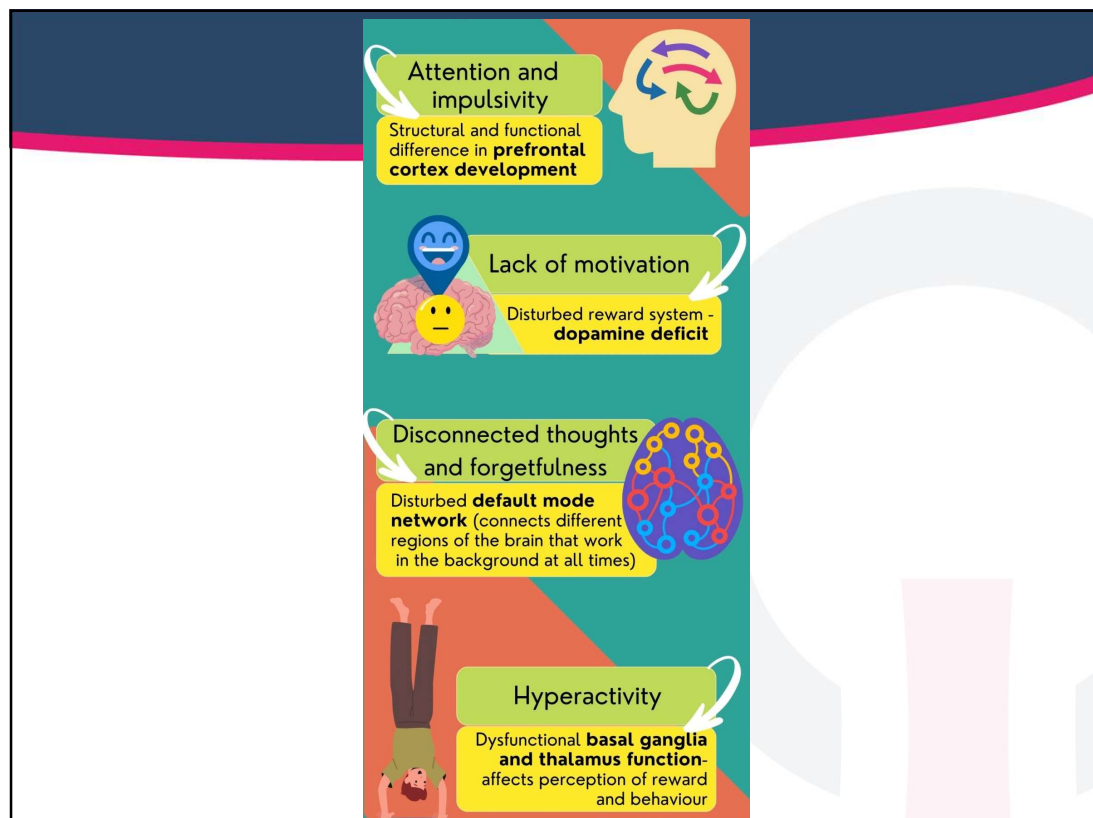 Attention and
impulsivity
Structural and functional
difference in prefrontal
cortex development
Lack of motivation
Disturbed reward system -
dopamine deficit
Disconnected thoughts
and forgetfulness
Disturbed default mode
network (connects different
regions of the brain that work
in the background at all times)
Hyperactivity
Dysfunctional basal ganglia
and thalamus function-
affects perception of reward
and behaviour